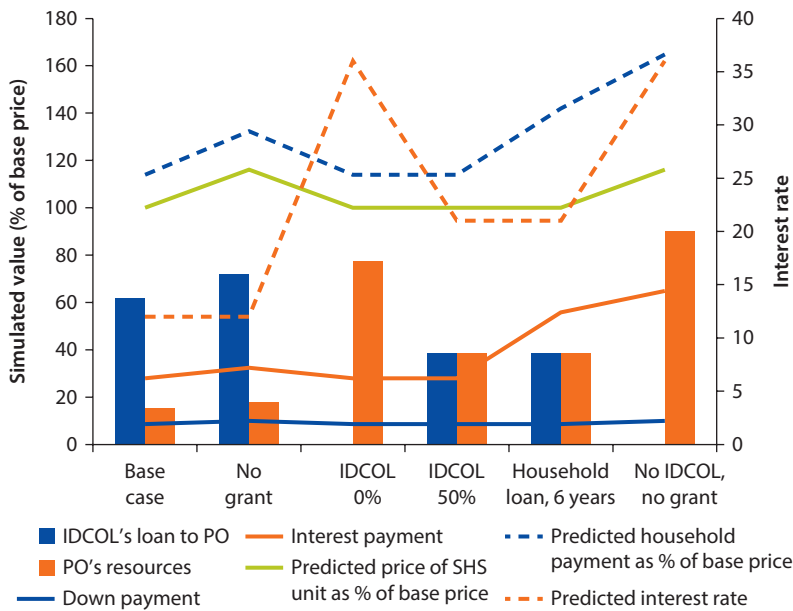 180
160
140
120
100
80
60
40
20
0
Simulated value (% of base price)
40
35
30
25
20
15
10
5
0
Interest rate
Base
case
No
grant
IDCOL
0%
IDCOL
50%
Household
loan, 6 years
No IDCOL,
no grant
IDCOL's loan to PO
PO's resources
Down payment
Interest payment
Predicted price of SHS
unit as % of base price
Predicted household
payment as % of base price
Predicted interest rate